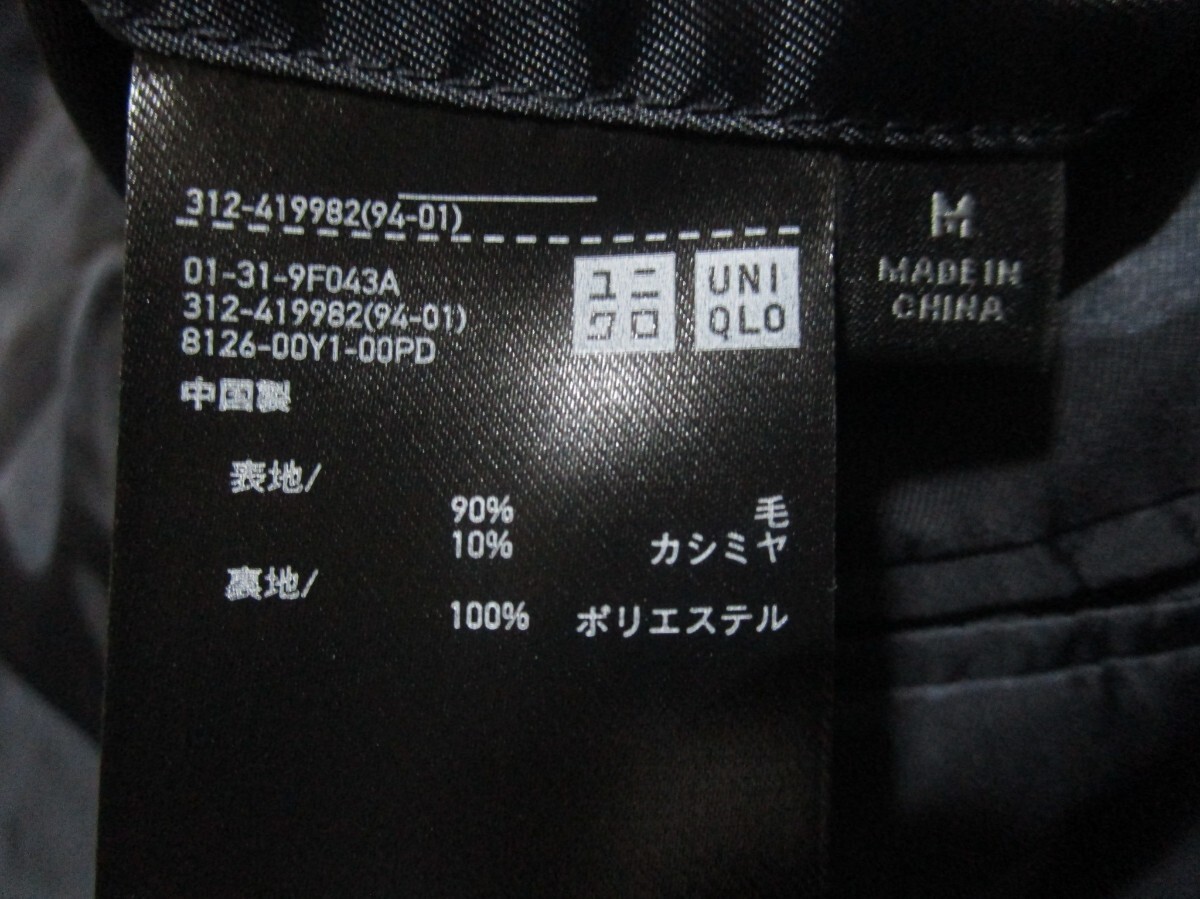 312-419982(94-01)
01-31-9F043A
312-419982(94-01)
8126-00Y1-00PD
中国製
ユニ
クロ
UNI
QLO
表地/
90% 毛
10% カシミヤ
裏地/
100% ポリエステル
M
MADE IN
CHINA